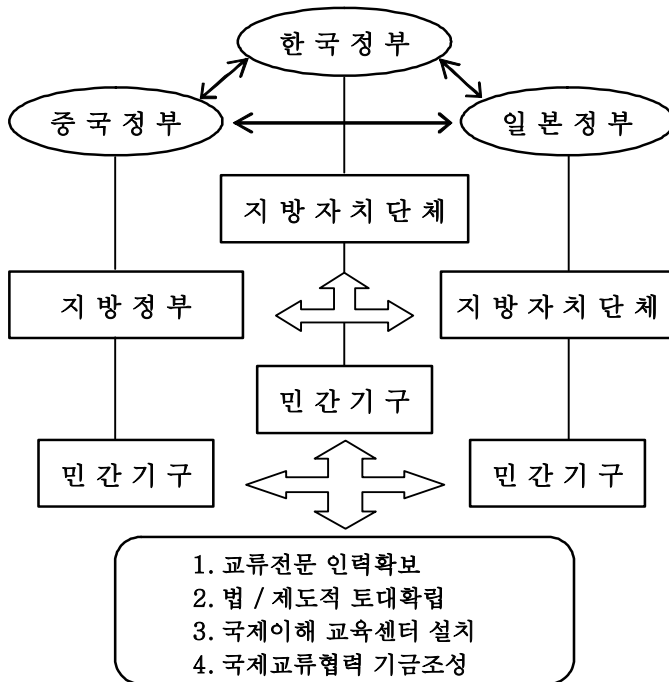 한국정부
중국정부
일본정부
지방자치단체
지방정부
지방자치단체
민간기구
민간기구
민간기구
1. 교류전문 인력확보
2. 법 / 제도적 토대확립
3. 국제이해 교육센터 설치
4. 국제교류협력 기금조성